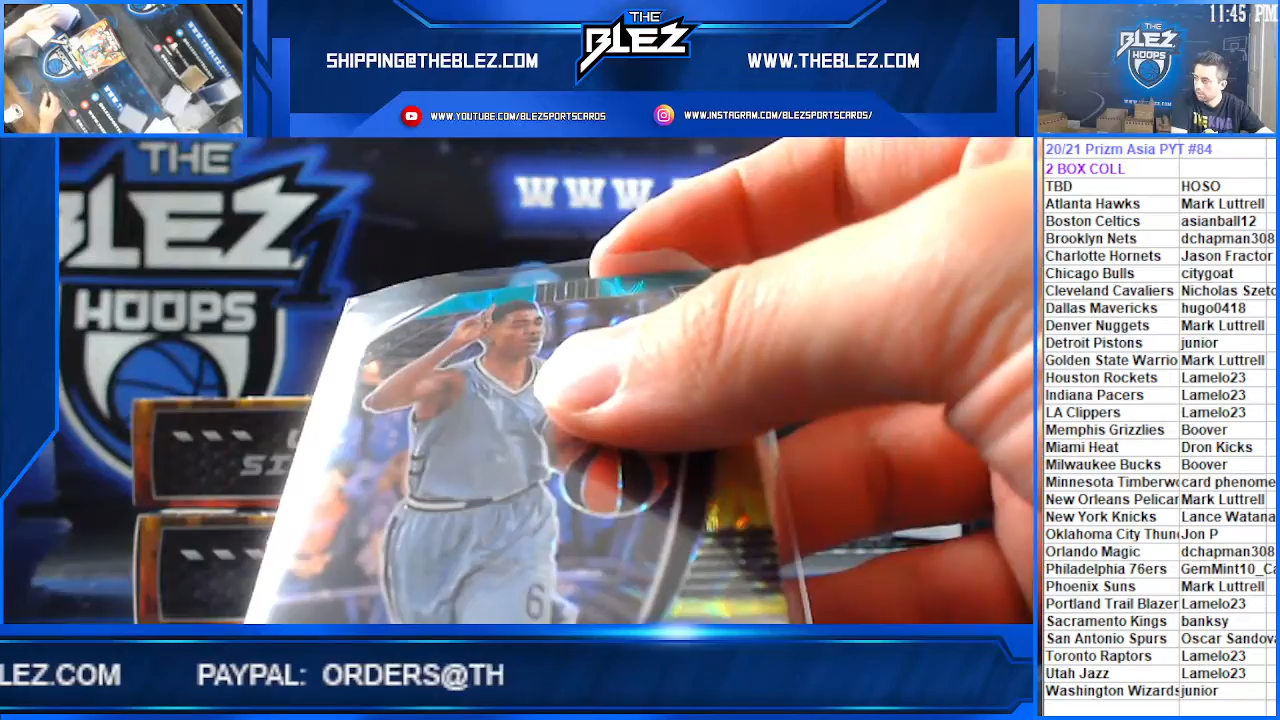 11:45 PM
THE
BLEZ
SHIPPING@THEBLEZ.COM
WWW.THEBLEZ.COM
WWW.YOUTUBE.COM/BLEZSPORTSCARDS
WWW.INSTAGRAM.COM/BLEZSPORTSCARDS/
THE
BLEZ
HOOPS
THE
BLEZ
HOOPS
1
WWW.
6
20/21 Prizm Asia PYT #84
2 BOX COLL
TBD HOSO
Atlanta Hawks Mark Luttrell
Boston Celtics asianball12
Brooklyn Nets dchapman308
Charlotte Hornets Jason Fractor
Chicago Bulls citygoat
Cleveland Cavaliers Nicholas Szeto
Dallas Mavericks hugo0418
Denver Nuggets Mark Luttrell
Detroit Pistons junior
Golden State Warrio Mark Luttrell
Houston Rockets Lamelo23
Indiana Pacers Lamelo23
LA Clippers Lamelo23
Memphis Grizzlies Boover
Miami Heat Dron Kicks
Milwaukee Bucks Boover
Minnesota Timberw card phenome
New Orleans Pelican Mark Luttrell
New York Knicks Lance Watana
Oklahoma City Thun Jon P
Orlando Magic dchapman308
Philadelphia 76ers GemMint10_Ca
Phoenix Suns Mark Luttrell
Portland Trail Blazer Lamelo23
Sacramento Kings banksy
San Antonio Spurs Oscar Sandova
Toronto Raptors Lamelo23
Utah Jazz Lamelo23
Washington Wizards junior
LEZ.COM PAYPAL: ORDERS@TH